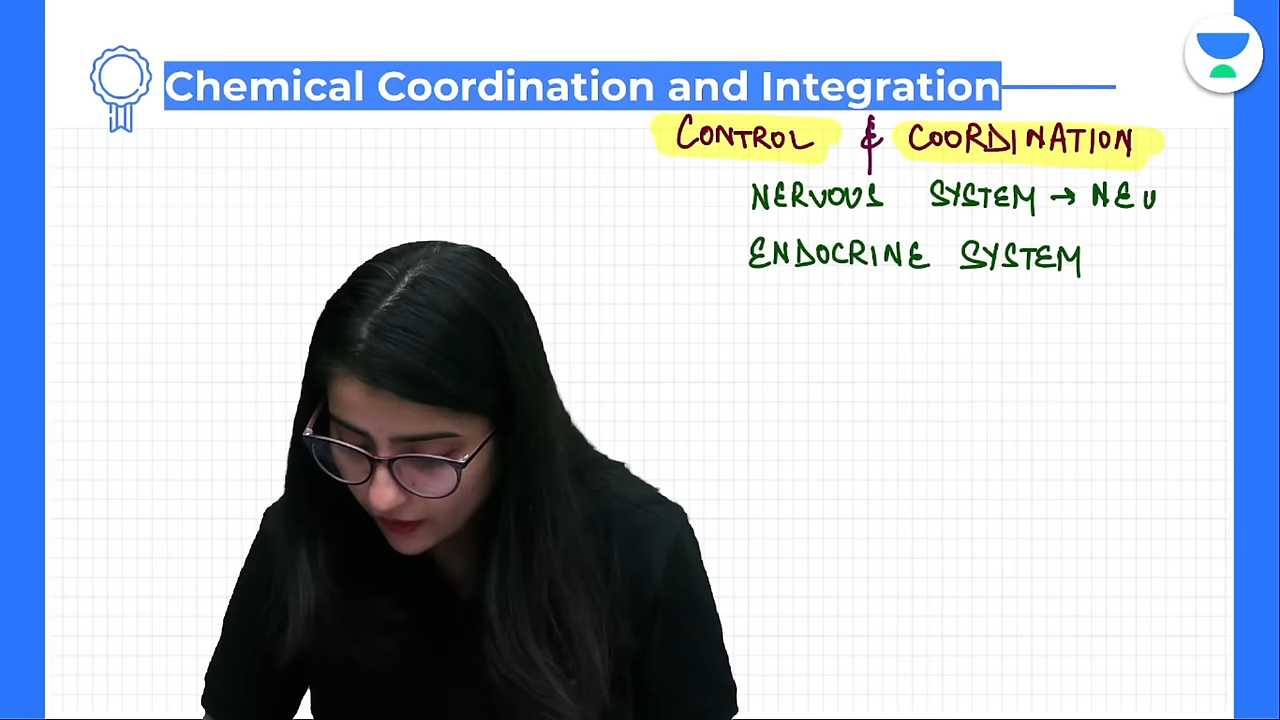 Chemical Coordination and Integration
CONTROL & COORDINATION
NERVOUS SYSTEM → NEU
ENDOCRINE SYSTEM